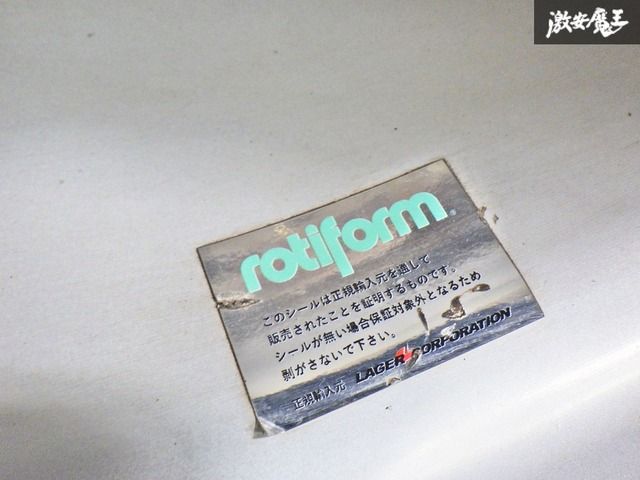 激安魔王
rotiform®
このシールは正規輸入元を通して
販売されたことを証明するものです。
シールが無い場合保証対象外となるため
剥がさないで下さい。
正規輸入元 LAGER CORPORATION